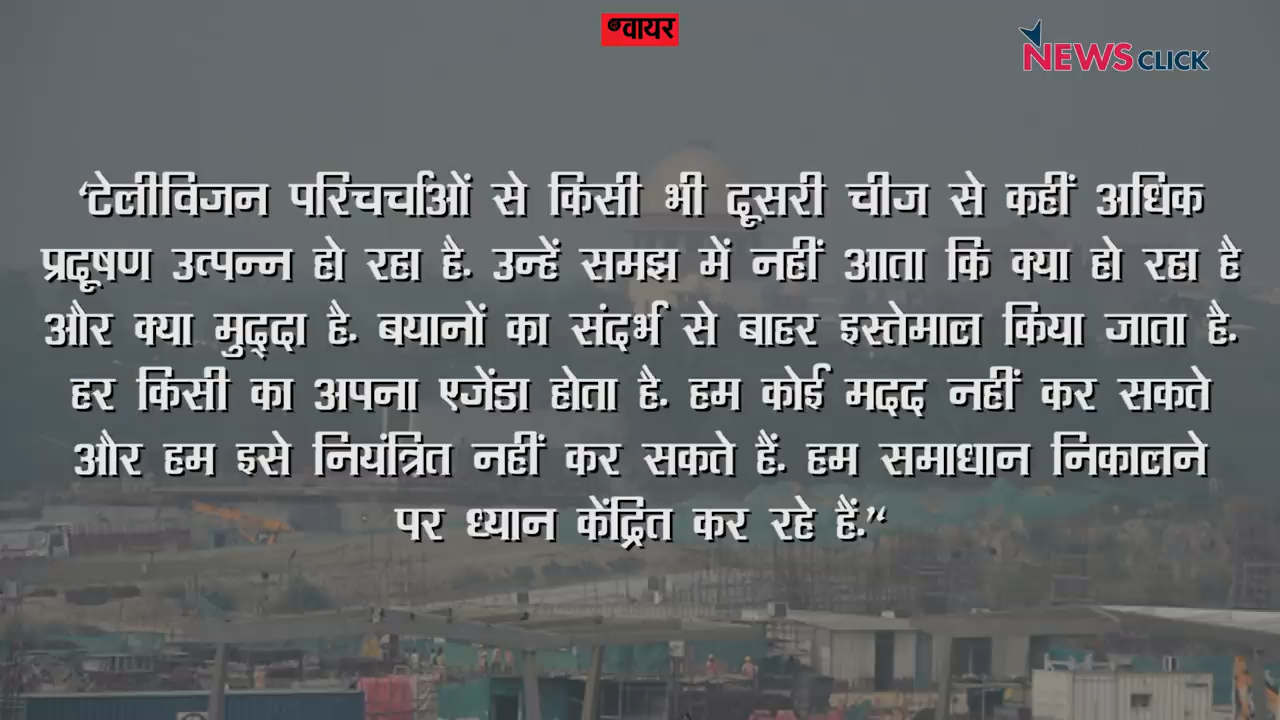 वायर
NEWSCLICK
‘टेलीविजन परिचर्चाओं से किसी भी दूसरी चीज से कहीं अधिक
प्रदूषण उत्पन्न हो रहा है. उन्हें समझ में नहीं आता कि क्या हो रहा है
और क्या मुद्दा है. बयानों का संदर्भ से बाहर इस्तेमाल किया जाता है.
हर किसी का अपना एजेंडा होता है. हम कोई मदद नहीं कर सकते
और हम इसे नियंत्रित नहीं कर सकते हैं. हम समाधान निकालने
पर ध्यान केंद्रित कर रहे हैं.”‘